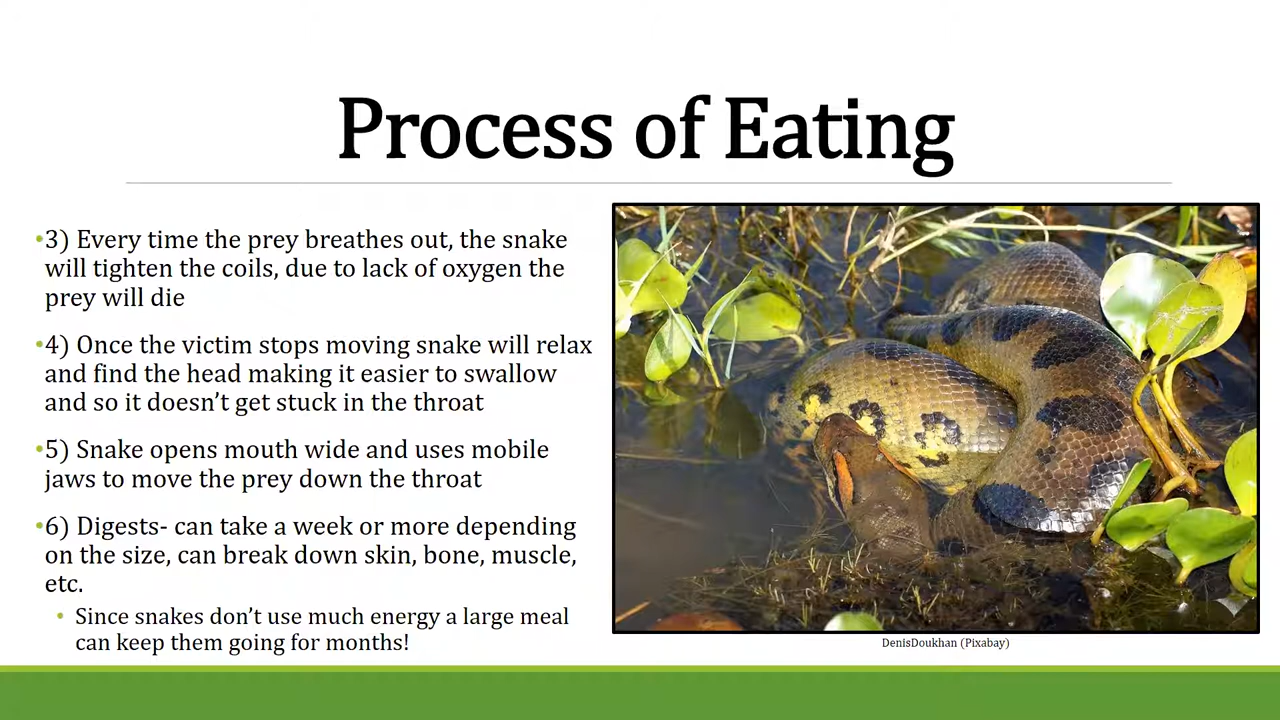 Process of Eating
•3) Every time the prey breathes out, the snake
will tighten the coils, due to lack of oxygen the
prey will die
•4) Once the victim stops moving snake will relax
and find the head making it easier to swallow
and so it doesn’t get stuck in the throat
•5) Snake opens mouth wide and uses mobile
jaws to move the prey down the throat
•6) Digests- can take a week or more depending
on the size, can break down skin, bone, muscle,
etc.
• Since snakes don’t use much energy a large meal
can keep them going for months!
DenisDoukhan (Pixabay)